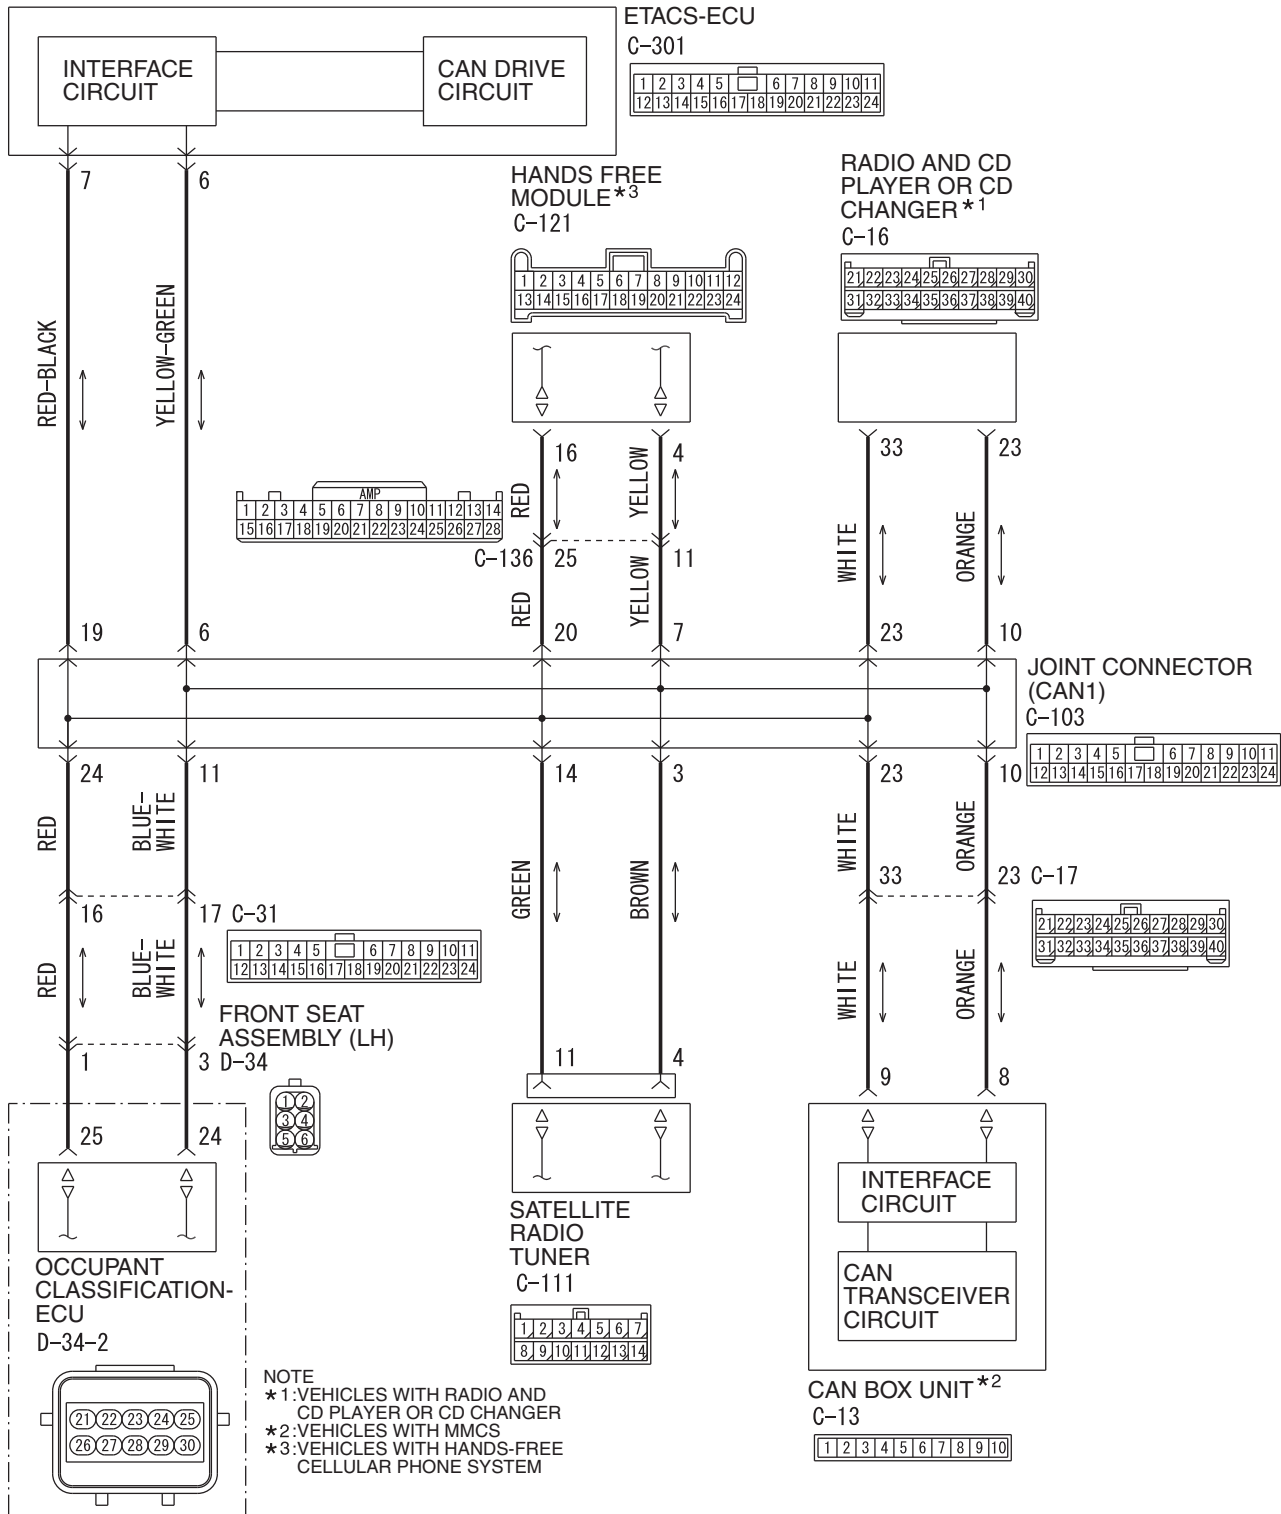 ETACS-ECU
C-301
INTERFACE
CIRCUIT
CAN DRIVE
CIRCUIT
1 2 3 4 5 6 7 8 9 10 11
12 13 14 15 16 17 18 19 20 21 22 23 24
7 6
HANDS FREE
MODULE*3
C-121
1 2 3 4 5 6 7 8 9 10 11 12
13 14 15 16 17 18 19 20 21 22 23 24
RADIO AND CD
PLAYER OR CD
CHANGER*1
C-16
21 22 23 24 25 26 27 28 29 30
31 32 33 34 35 36 37 38 39 40
RED-BLACK
YELLOW-GREEN
16 4
33 23
RED
YELLOW
AMP
1 2 3 4 5 6 7 8 9 10 11 12 13 14
15 16 17 18 19 20 21 22 23 24 25 26 27 28
C-136 25 11
WHITE
ORANGE
RED
YELLOW
19 6 20 7 23 10
JOINT CONNECTOR
(CAN1)
C-103
1 2 3 4 5 6 7 8 9 10 11
12 13 14 15 16 17 18 19 20 21 22 23 24
24 11 14 3 23 10
RED
BLUE-
WHITE
GREEN
BROWN
WHITE
ORANGE
16 17 C-31
1 2 3 4 5 6 7 8 9 10 11
12 13 14 15 16 17 18 19 20 21 22 23 24
33 23 C-17
21 22 23 24 25 26 27 28 29 30
31 32 33 34 35 36 37 38 39 40
RED
BLUE-
WHITE
WHITE
ORANGE
FRONT SEAT
ASSEMBLY (LH)
1 3 D-34
1 2
3 4
5 6
11 4
9 8
25 24
INTERFACE
CIRCUIT
CAN
TRANSCEIVER
CIRCUIT
OCCUPANT
CLASSIFICATION-
ECU
D-34-2
21 22 23 24 25
26 27 28 29 30
SATELLITE
RADIO
TUNER
C-111
1 2 3 4 5 6 7
8 9 10 11 12 13 14
CAN BOX UNIT*2
C-13
1 2 3 4 5 6 7 8 9 10
NOTE
*1:VEHICLES WITH RADIO AND
CD PLAYER OR CD CHANGER
*2:VEHICLES WITH MMCS
*3:VEHICLES WITH HANDS-FREE
CELLULAR PHONE SYSTEM